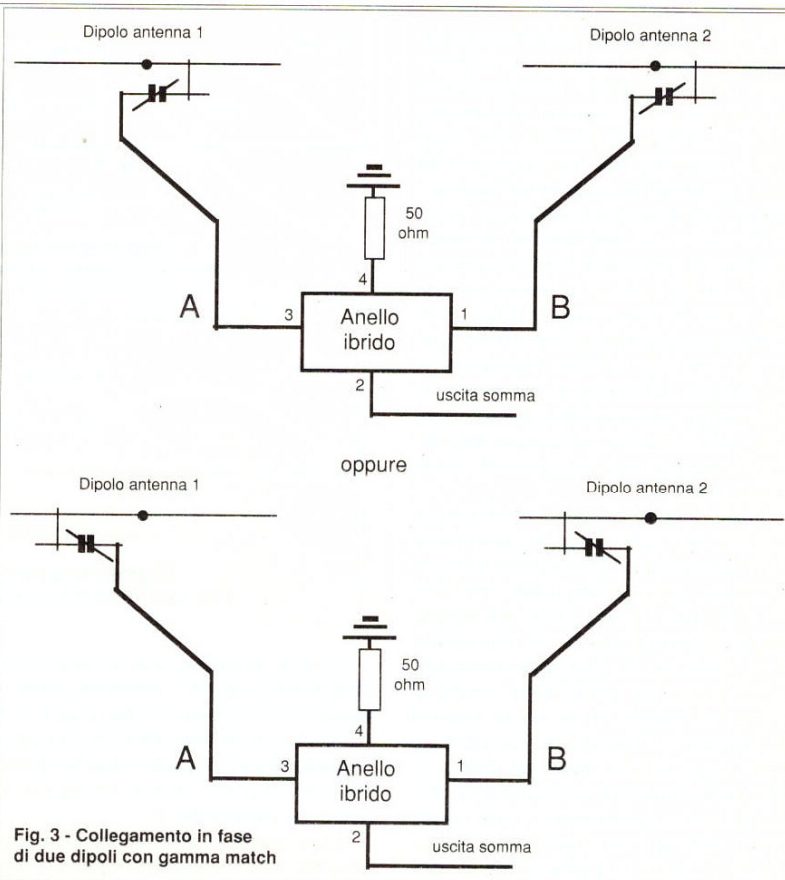 Dipolo antenna 1
Dipolo antenna 2
50
ohm
4
A
3
Anello
ibrido
1
B
2
uscita somma
oppure
Dipolo antenna 1
Dipolo antenna 2
50
ohm
4
A
3
Anello
ibrido
1
B
2
uscita somma
Fig. 3 - Collegamento in fase
di due dipoli con gamma match